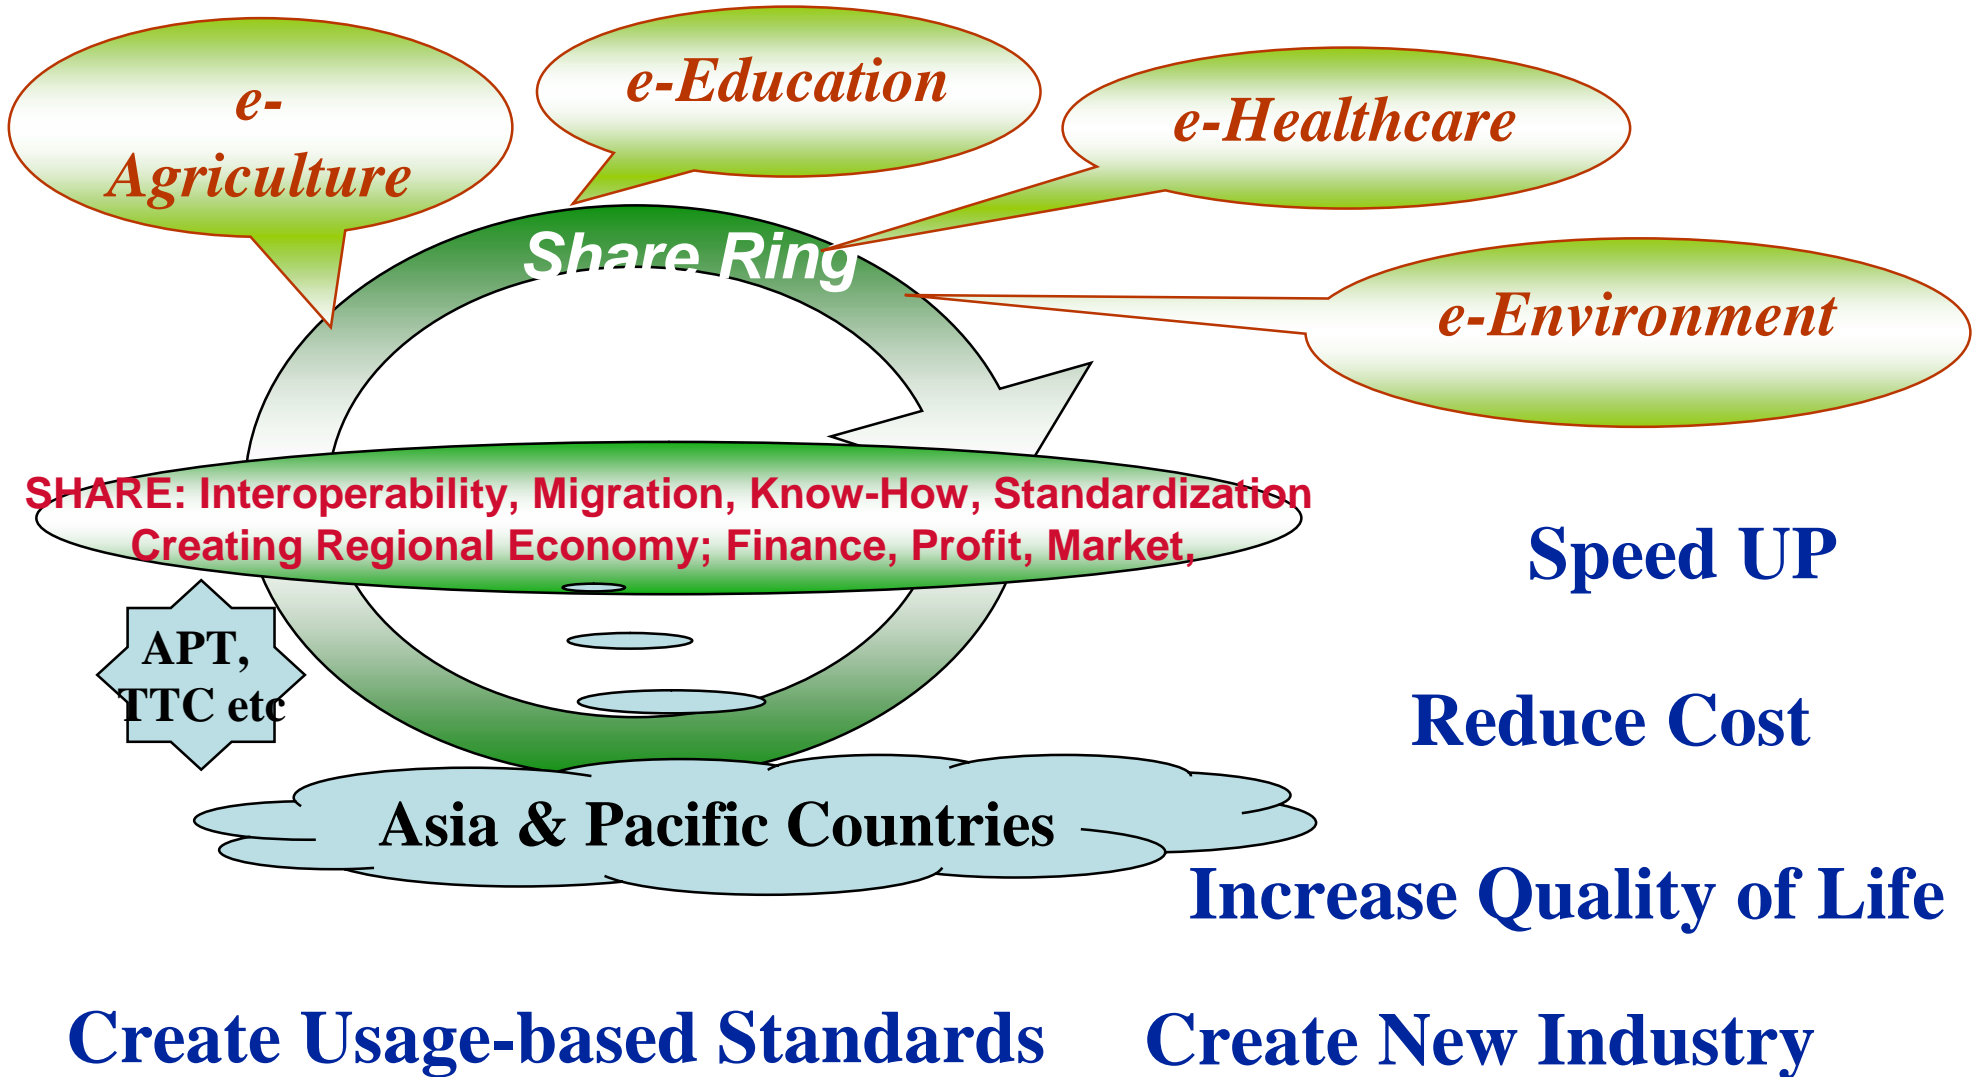 e-
Agriculture
e-Education
e-Healthcare
e-Environment
Share Ring
SHARE: Interoperability, Migration, Know-How, Standardization
Creating Regional Economy; Finance, Profit, Market,
APT,
TTC etc
Asia & Pacific Countries
Speed UP
Reduce Cost
Increase Quality of Life
Create Usage-based Standards
Create New Industry